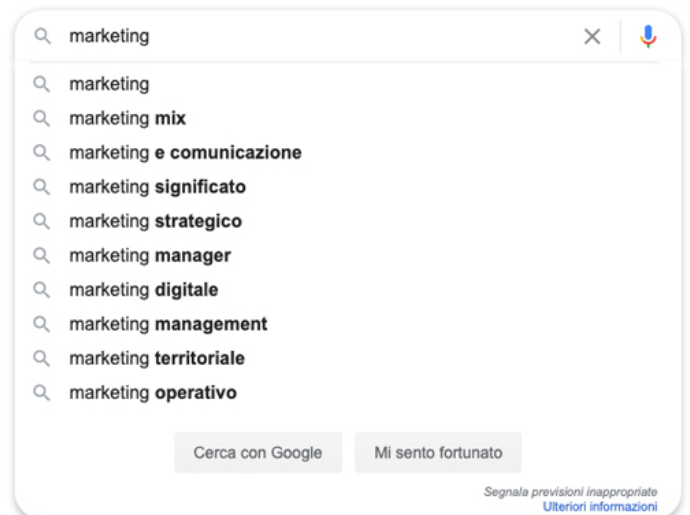 marketing
marketing
marketing mix
marketing e comunicazione
marketing significato
marketing strategico
marketing manager
marketing digitale
marketing management
marketing territoriale
marketing operativo
Cerca con Google
Mi sento fortunato
Segnala previsioni inappropriate
Ulteriori informazioni